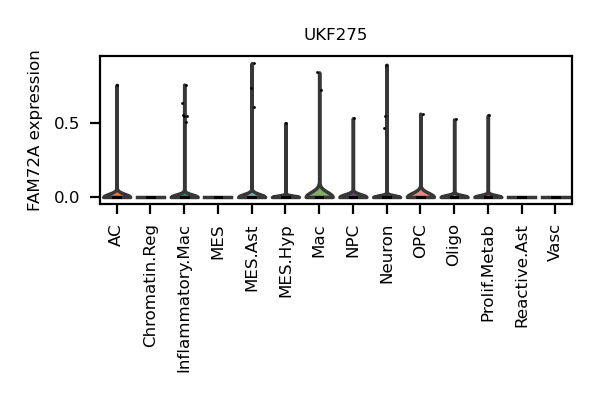 UKF275
FAM72A expression
0.5
0.0
AC
Chromatin.Reg
Inflammatory.Mac
MES
MES.Ast
MES.Hyp
Mac
NPC
Neuron
OPC
Oligo
Prolif.Metab
Reactive.Ast
Vasc